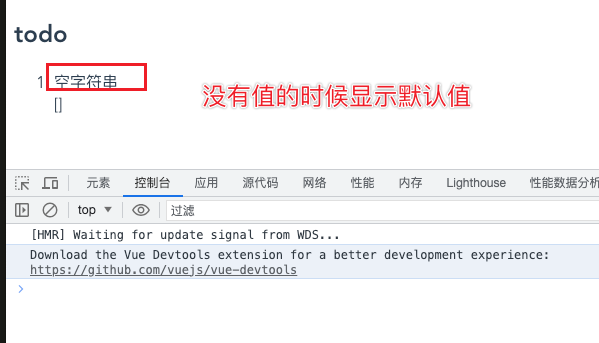 todo
1 空字符串
[]
没有值的时候显示默认值
元素 控制台 应用 源代码 网络 性能 内存 Lighthouse 性能数据分析
top 过滤
[HMR] Waiting for update signal from WDS...
Download the Vue Devtools extension for a better development experience:
https://github.com/vuejs/vue-devtools
>